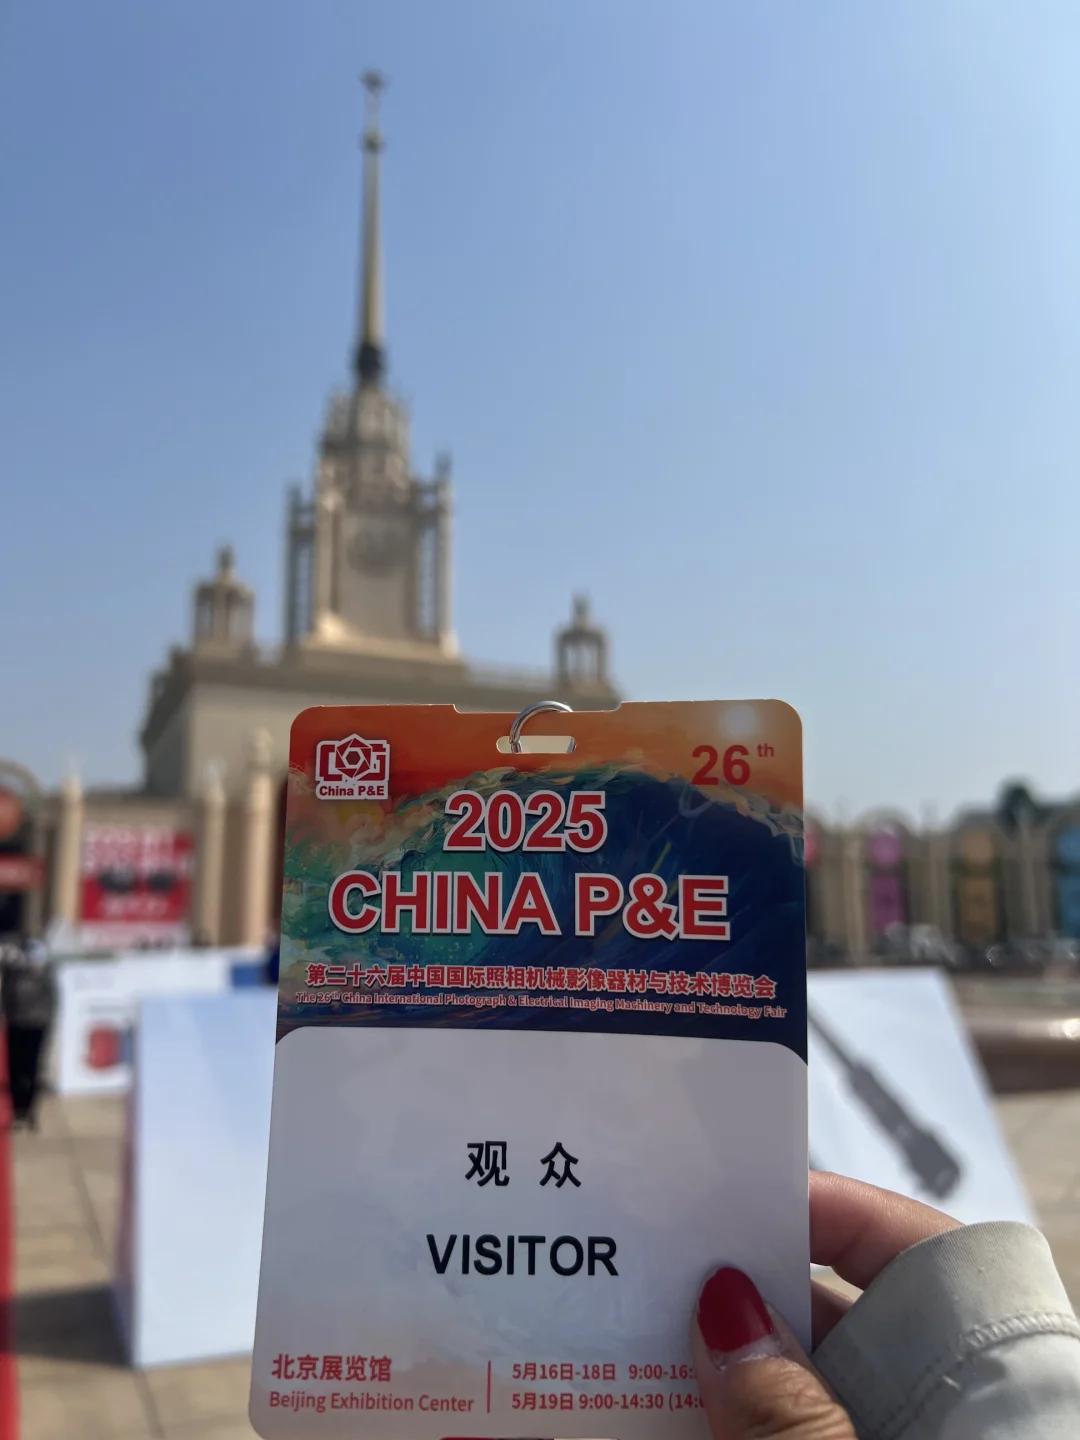 China P&E
26th
2025
CHINA P&E
第二十六届中国国际照相机械影像器材与技术博览会
The 26th China International Photograph & Electrical Imaging Machinery and Technology Fair
观众
VISITOR
北京展览馆
Beijing Exhibition Center
5月16日-18日 9:00-16:
5月19日 9:00-14:30 (14: